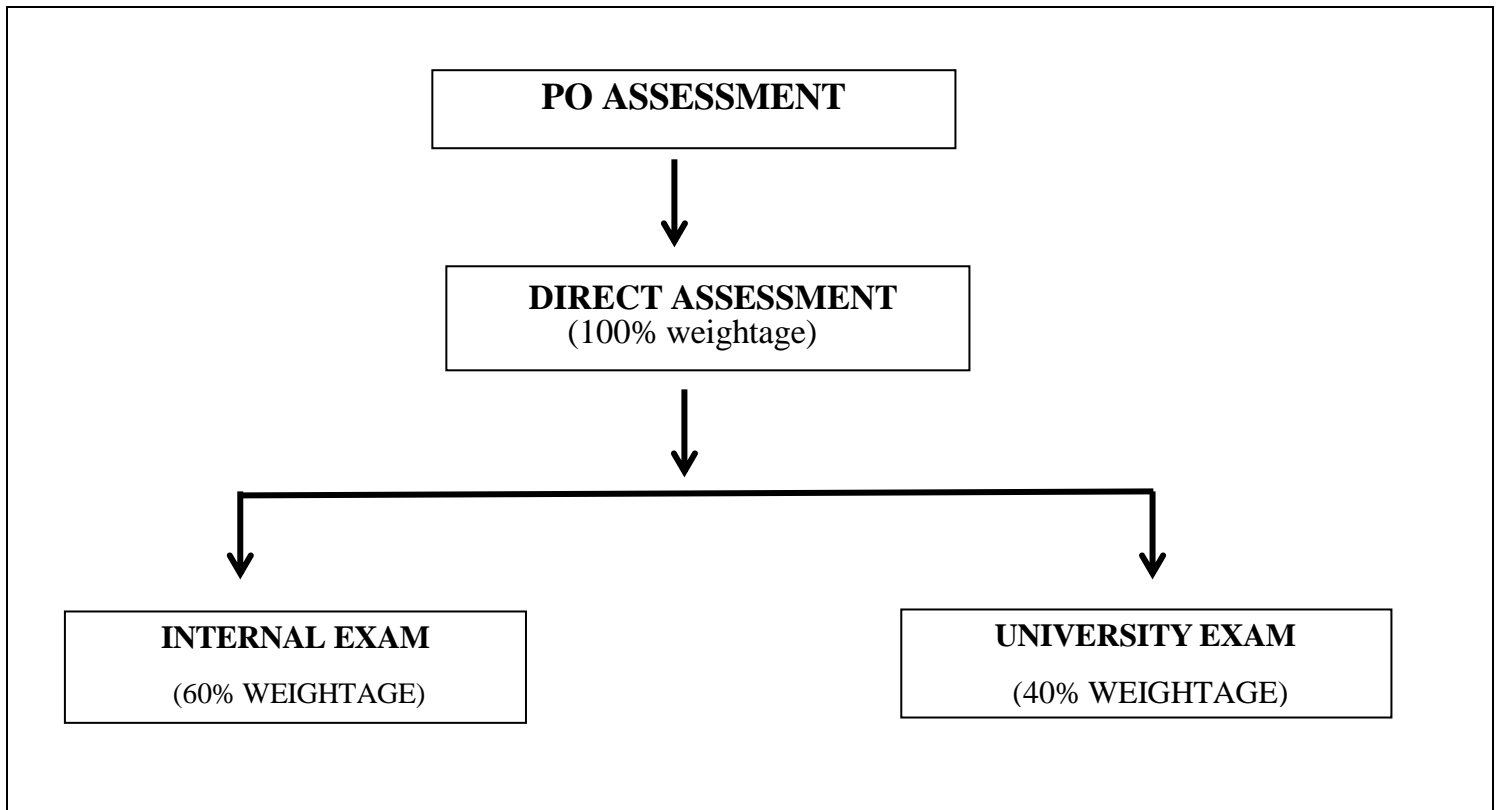 PO ASSESSMENT
DIRECT ASSESSMENT
(100% weightage)
INTERNAL EXAM
(60% WEIGHTAGE)
UNIVERSITY EXAM
(40% WEIGHTAGE)